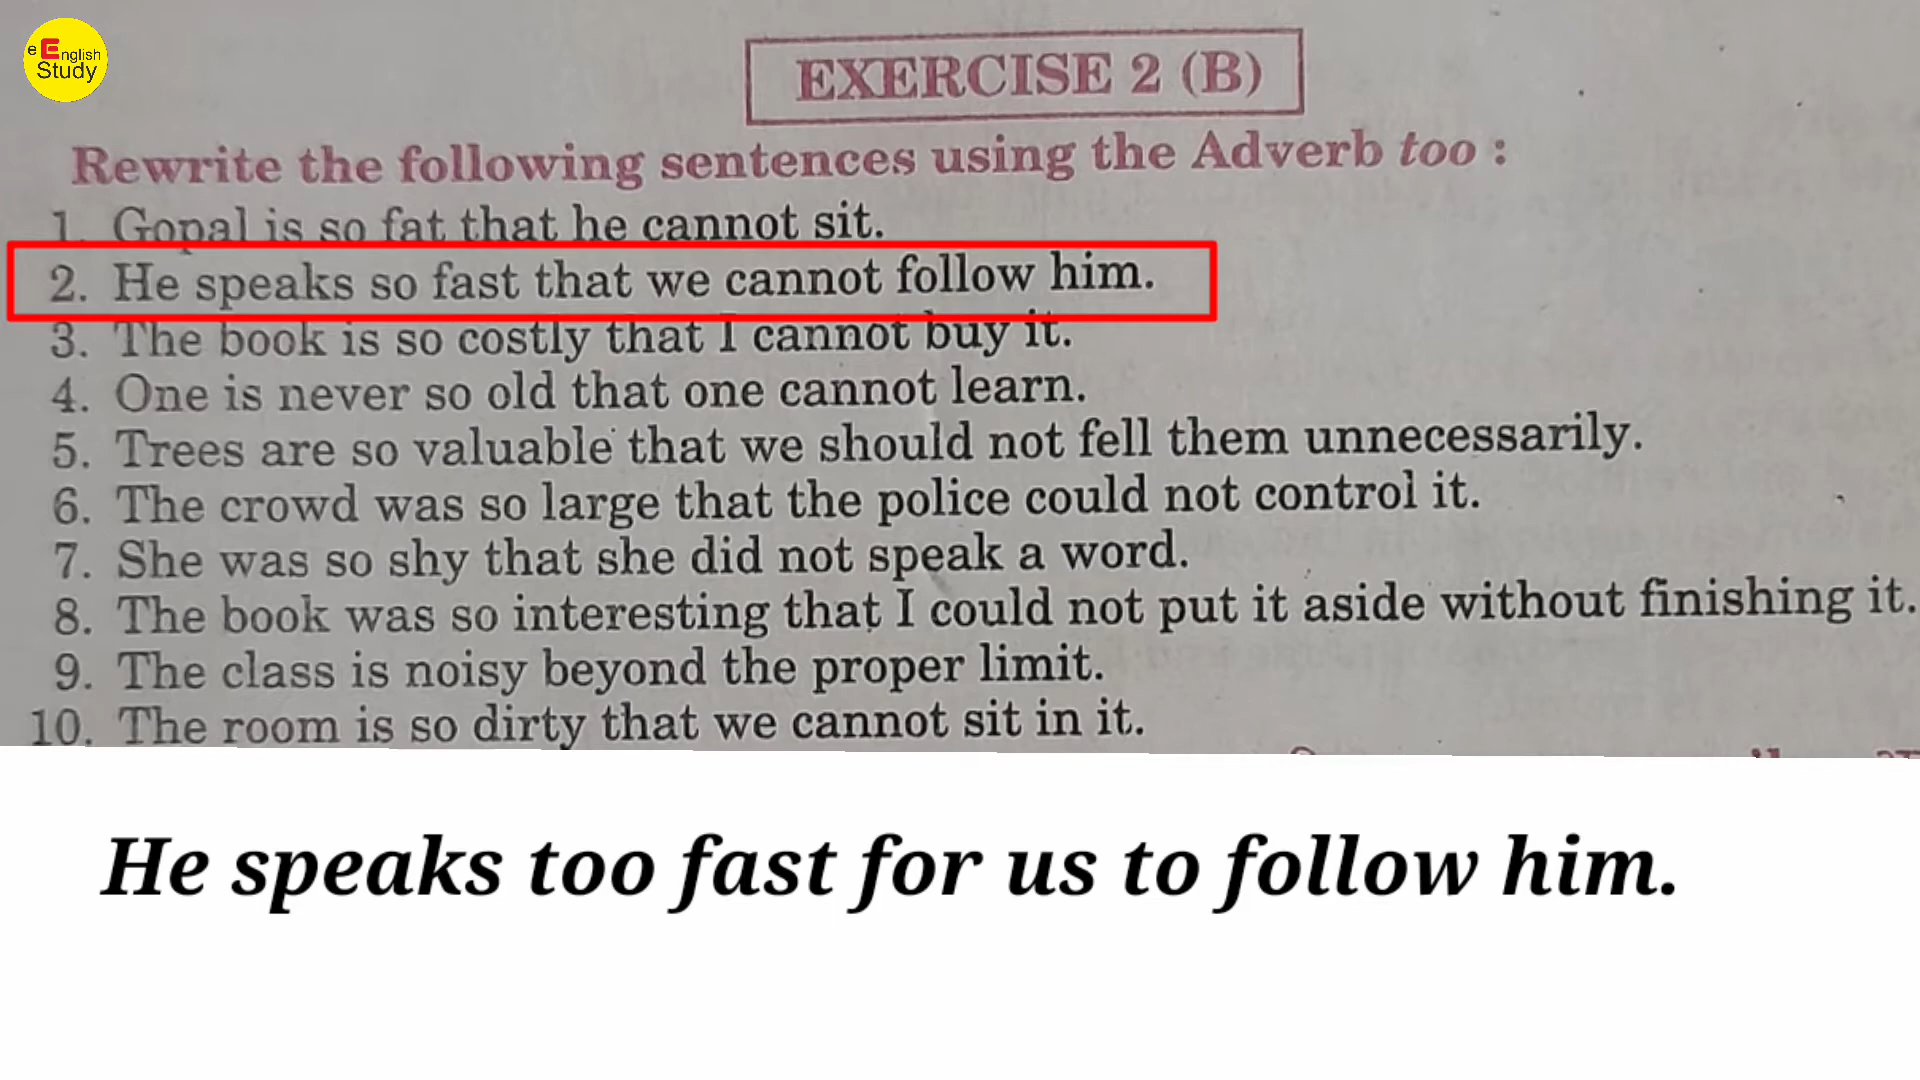 e English
Study
EXERCISE 2 (B)
Rewrite the following sentences using the Adverb too :
1. Gopal is so fat that he cannot sit.
2. He speaks so fast that we cannot follow him.
3. The book is so costly that I cannot buy it.
4. One is never so old that one cannot learn.
5. Trees are so valuable that we should not fell them unnecessarily.
6. The crowd was so large that the police could not control it.
7. She was so shy that she did not speak a word.
8. The book was so interesting that I could not put it aside without finishing it.
9. The class is noisy beyond the proper limit.
10. The room is so dirty that we cannot sit in it.
He speaks too fast for us to follow him.